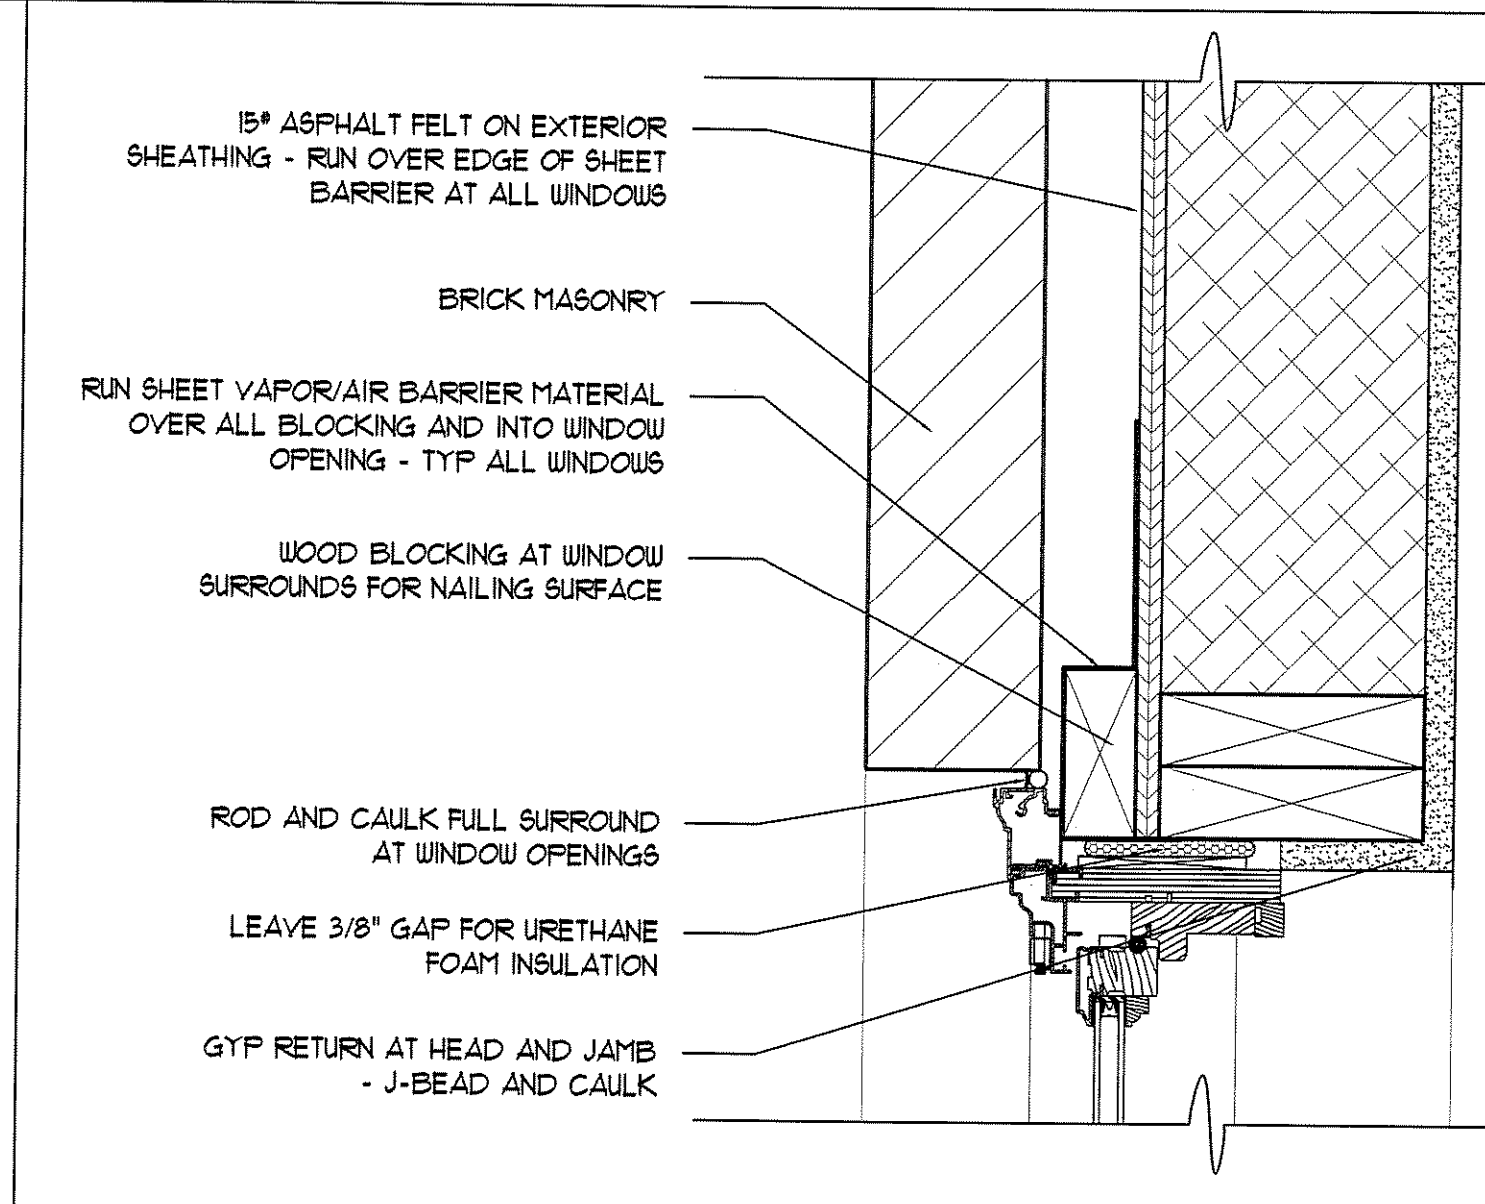 15# ASPHALT FELT ON EXTERIOR
SHEATHING - RUN OVER EDGE OF SHEET
BARRIER AT ALL WINDOWS
BRICK MASONRY
RUN SHEET VAPOR/AIR BARRIER MATERIAL
OVER ALL BLOCKING AND INTO WINDOW
OPENING - TYP ALL WINDOWS
WOOD BLOCKING AT WINDOW
SURROUNDS FOR NAILING SURFACE
ROD AND CAULK FULL SURROUND
AT WINDOW OPENINGS
LEAVE 3/8" GAP FOR URETHANE
FOAM INSULATION
GYP RETURN AT HEAD AND JAMB
- J-BEAD AND CAULK